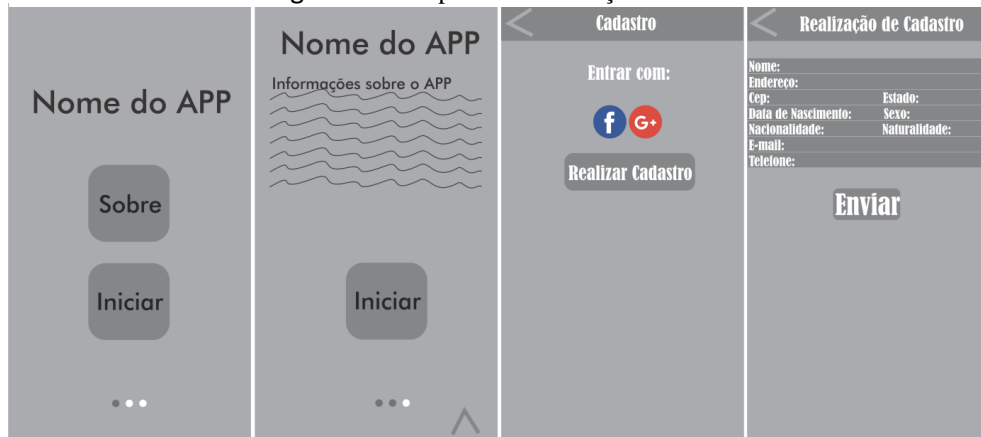 Nome do APP
Sobre
Iniciar
Nome do APP
Informações sobre o APP
Iniciar
Cadastro
Entrar com:
f G+
Realizar Cadastro
Realização de Cadastro
Nome:
Endereço:
Cep: Estado:
Data de Nascimento: Sexo:
Nacionalidade: Naturalidade:
E-mail:
Telefone:
Enviar